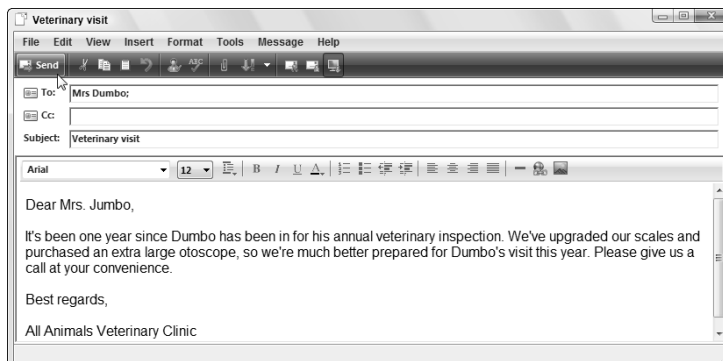 Veterinary visit
File Edit View Insert Format Tools Message Help
Send
To: Mrs Dumbo;
Cc:
Subject: Veterinary visit
Arial 12 B I U A
Dear Mrs. Jumbo,
It's been one year since Dumbo has been in for his annual veterinary inspection. We've upgraded our scales and
purchased an extra large otoscope, so we're much better prepared for Dumbo's visit this year. Please give us a
call at your convenience.
Best regards,
All Animals Veterinary Clinic